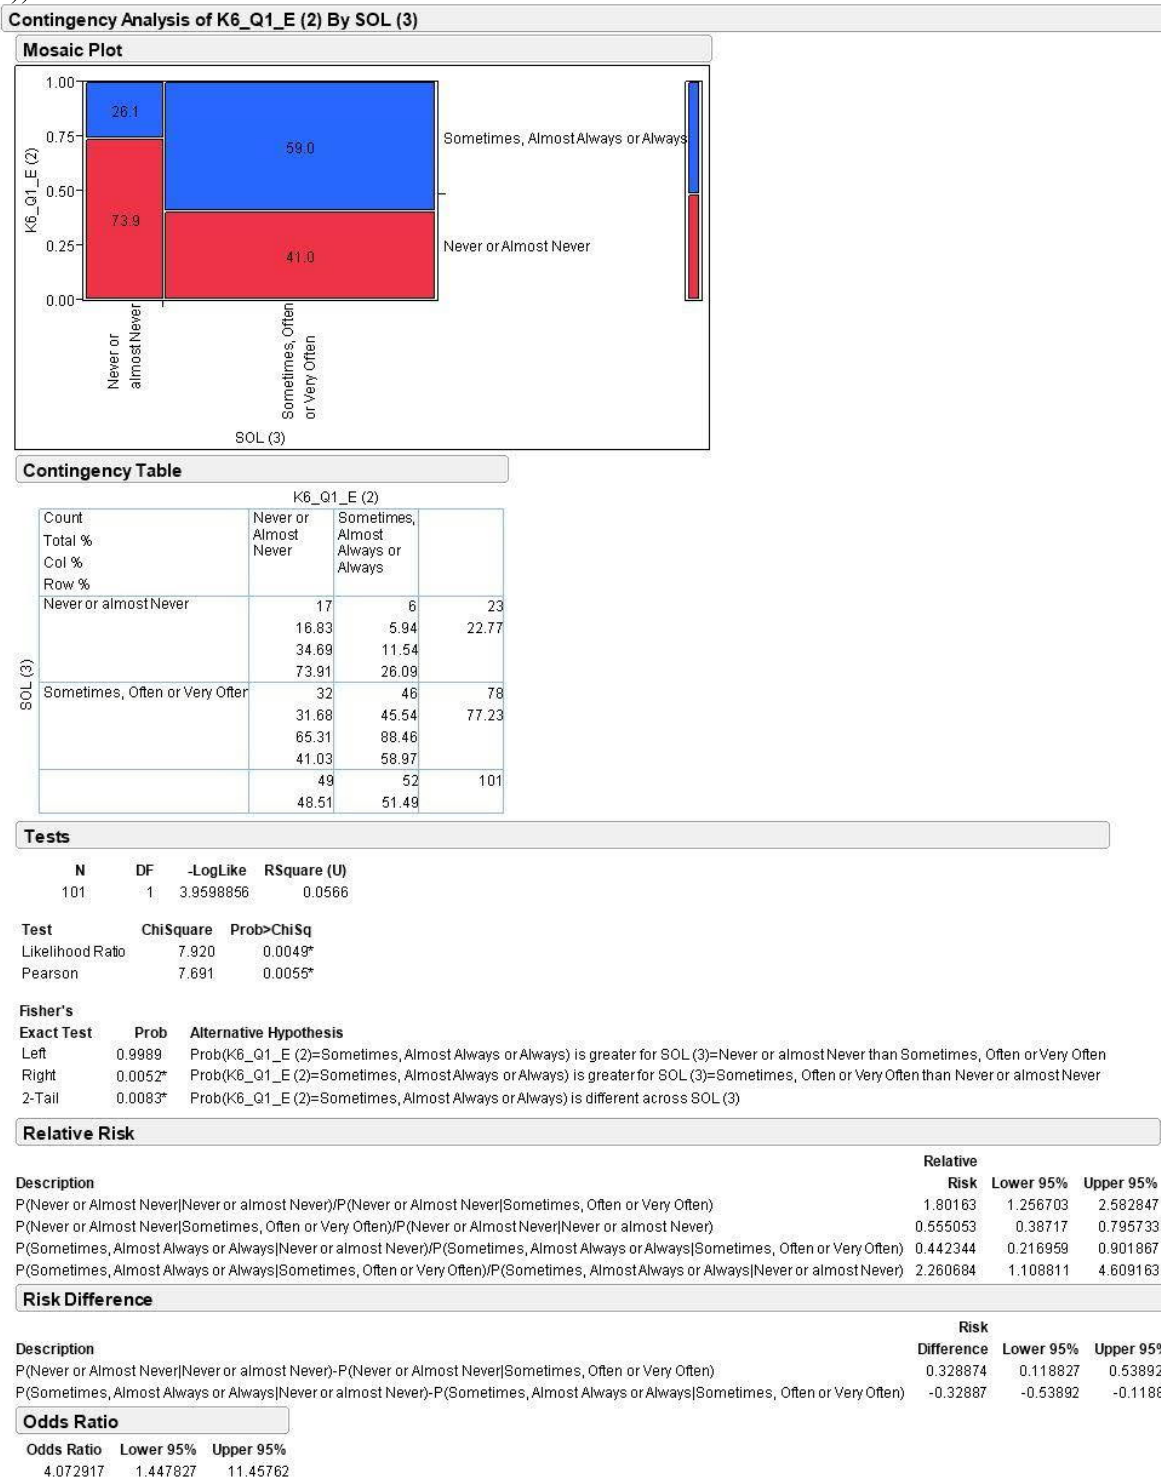 Contingency Analysis of K6_Q1_E (2) By SOL (3)
Mosaic Plot
1.00
0.75
0.50
0.25
0.00
K6_Q1_E (2)
26.1
73.9
59.0
41.0
Sometimes, Almost Always or Always
Never or Almost Never
Never or
almost Never
Sometimes, Often
or Very Often
SOL (3)
Contingency Table
K6_Q1_E (2)
Count
Total %
Col %
Row %
Never or
Almost
Never
Sometimes,
Almost
Always or
Always
SOL (3)
Never or almost Never 17 6 23
16.83 5.94 22.77
34.69 11.54
73.91 26.09
Sometimes, Often or Very Often 32 46 78
31.68 45.54 77.23
65.31 88.46
41.03 58.97
49 52 101
48.51 51.49
Tests
N DF -LogLike RSquare (U)
101 1 3.9598856 0.0566
Test ChiSquare Prob>ChiSq
Likelihood Ratio 7.920 0.0049*
Pearson 7.691 0.0055*
Fisher's
Exact Test Prob Alternative Hypothesis
Left 0.9989 Prob(K6_Q1_E (2)=Sometimes, Almost Always or Always) is greater for SOL (3)=Never or almost Never than Sometimes, Often or Very Often
Right 0.0052* Prob(K6_Q1_E (2)=Sometimes, Almost Always or Always) is greater for SOL (3)=Sometimes, Often or Very Often than Never or almost Never
2-Tail 0.0083* Prob(K6_Q1_E (2)=Sometimes, Almost Always or Always) is different across SOL (3)
Relative Risk
Relative
Description Risk Lower 95% Upper 95%
P(Never or Almost Never|Never or almost Never)/P(Never or Almost Never|Sometimes, Often or Very Often) 1.80163 1.256703 2.582847
P(Never or Almost Never|Sometimes, Often or Very Often)/P(Never or Almost Never|Never or almost Never) 0.555053 0.38717 0.795733
P(Sometimes, Almost Always or Always|Never or almost Never)/P(Sometimes, Almost Always or Always|Sometimes, Often or Very Often) 0.442344 0.216959 0.901867
P(Sometimes, Almost Always or Always|Sometimes, Often or Very Often)/P(Sometimes, Almost Always or Always|Never or almost Never) 2.260684 1.108811 4.609163
Risk Difference
Risk
Description Difference Lower 95% Upper 95%
P(Never or Almost Never|Never or almost Never)-P(Never or Almost Never|Sometimes, Often or Very Often) 0.328874 0.118827 0.53892
P(Sometimes, Almost Always or Always|Never or almost Never)-P(Sometimes, Almost Always or Always|Sometimes, Often or Very Often) -0.32887 -0.53892 -0.1188
Odds Ratio
Odds Ratio Lower 95% Upper 95%
4.072917 1.447827 11.45762